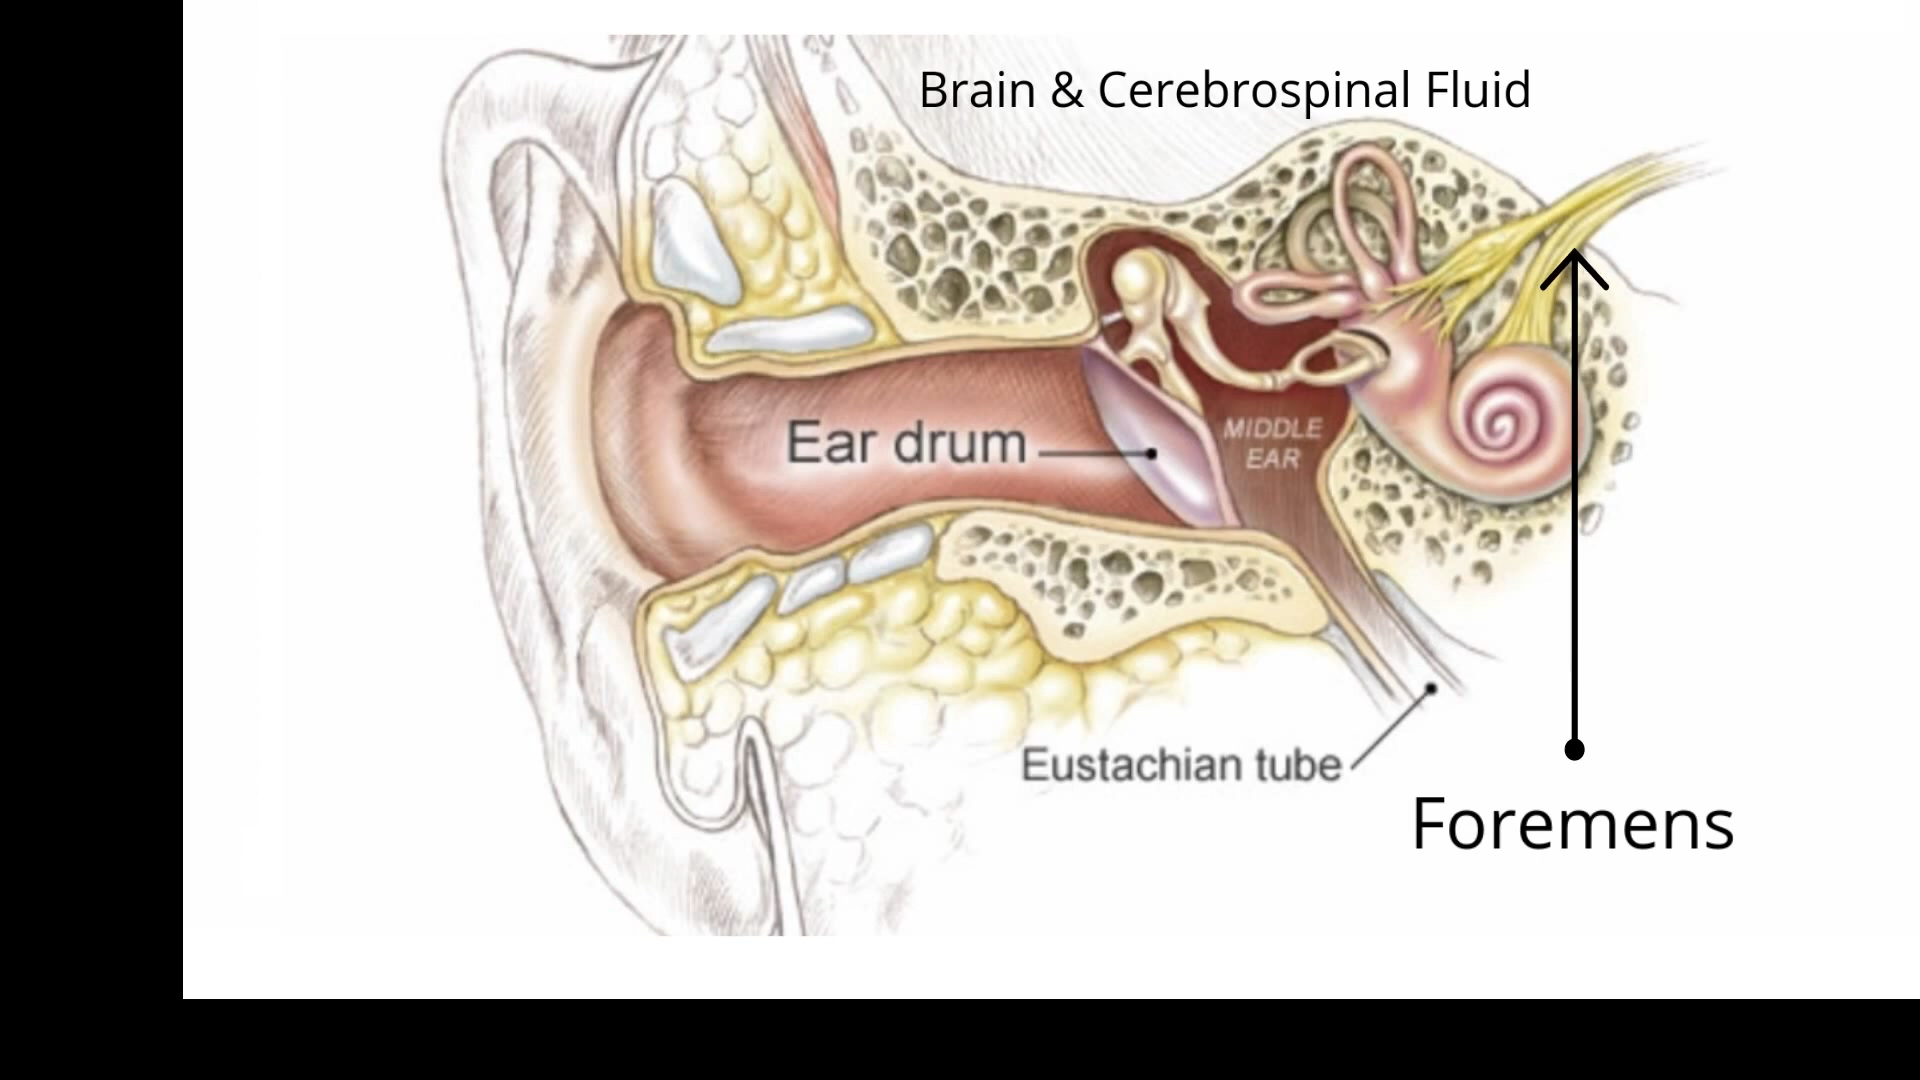 Brain & Cerebrospinal Fluid
Ear drum
MIDDLE
EAR
Eustachian tube
Foremens